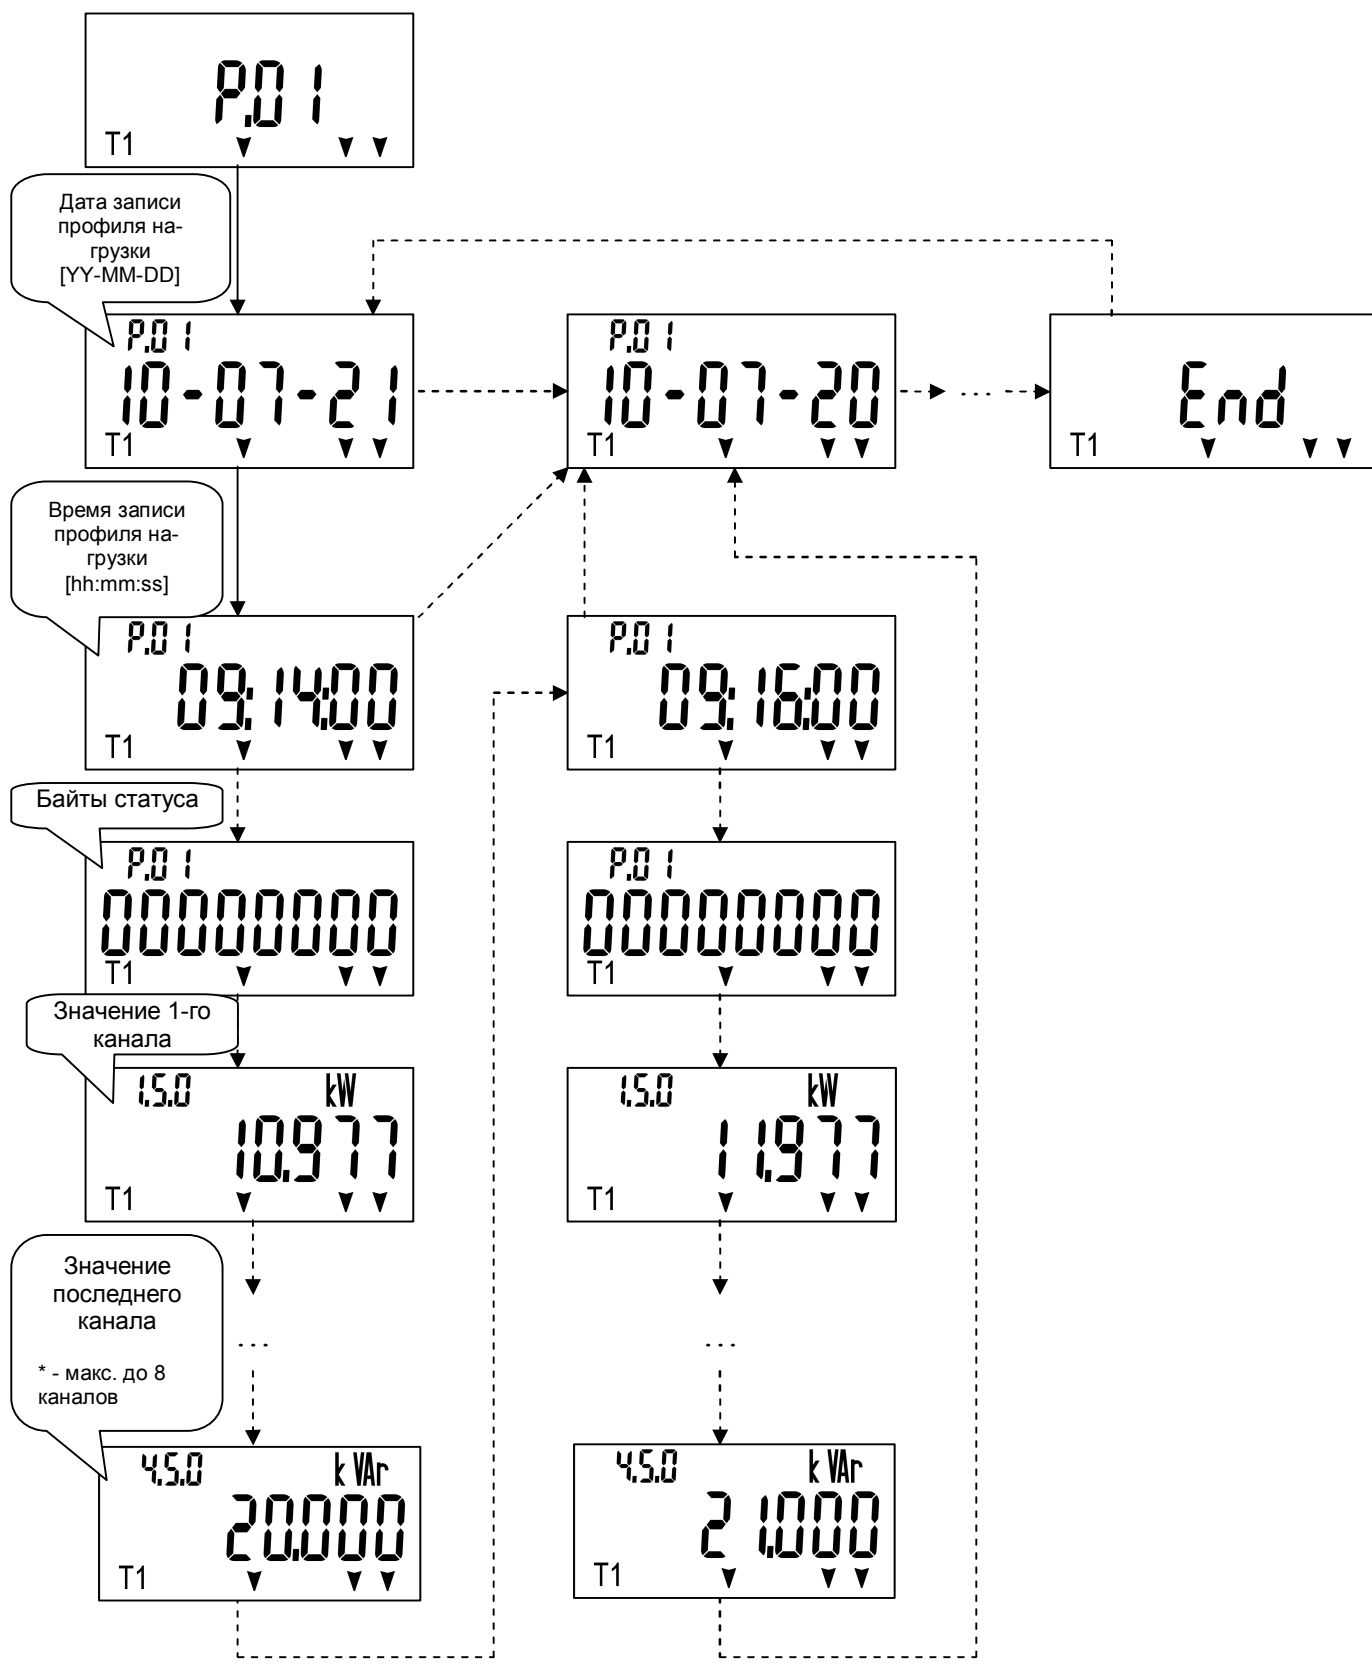 P.01
T1
Дата записи
профиля на-
грузки
[YY-MM-DD]
P.01
10-07-21
T1
P.01
10-07-20
T1
...
End
T1
Время записи
профиля на-
грузки
[hh:mm:ss]
P.01
09:14:00
T1
P.01
09:16:00
T1
Байты статуса
P.01
00000000
T1
P.01
00000000
T1
Значение 1-го
канала
1.5.0 kW
10.977
T1
1.5.0 kW
11.977
T1
Значение
последнего
канала
* - макс. до 8
каналов
...
...
4.5.0 k VAr
20.000
T1
4.5.0 k VAr
21.000
T1